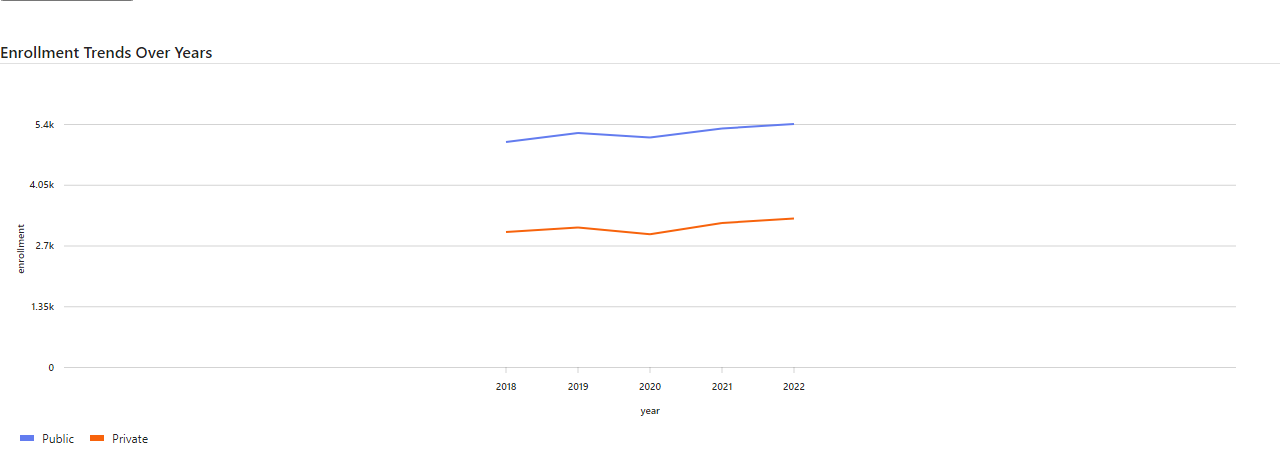 Enrollment Trends Over Years
5.4k
4.05k
2.7k
1.35k
0
enrollment
2018 2019 2020 2021 2022
year
Public Private